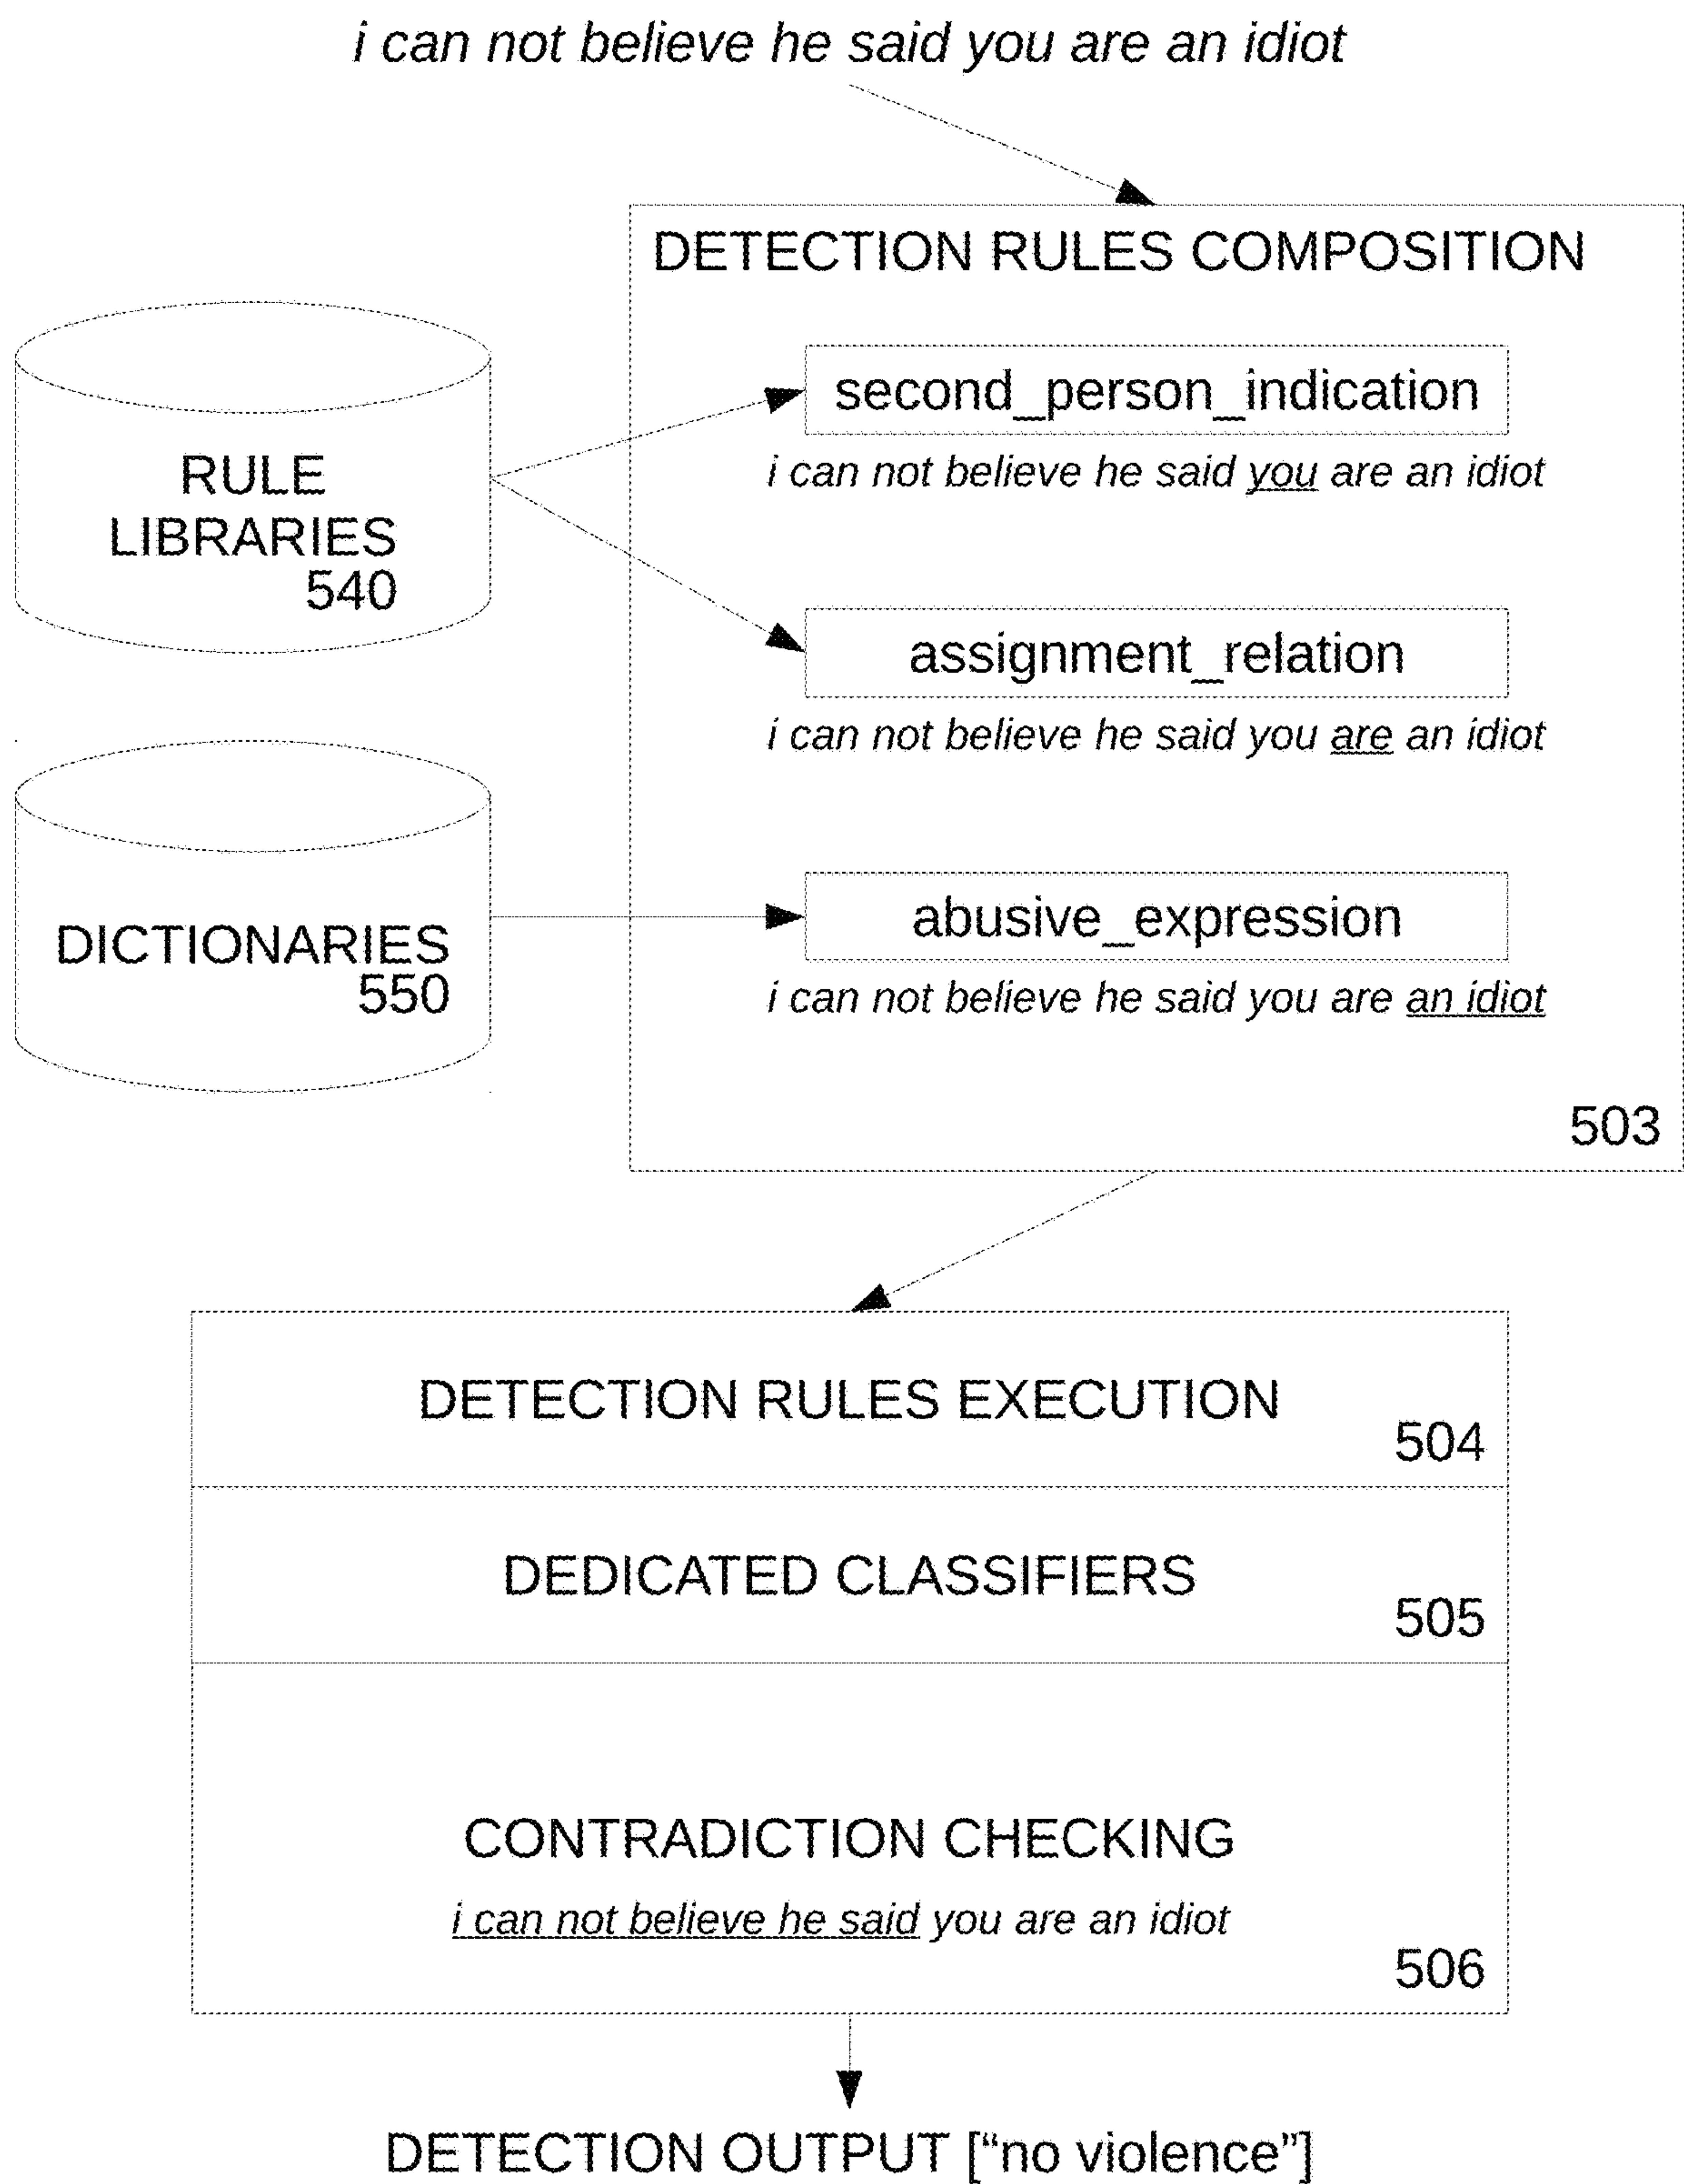 i can not believe he said you are an idiot
DETECTION RULES COMPOSITION
second_person_indication
i can not believe he said you are an idiot
RULE
LIBRARIES
540
assignment_relation
i can not believe he said you are an idiot
DICTIONARIES
550
abusive_expression
i can not believe he said you are an idiot
503
DETECTION RULES EXECUTION
504
DEDICATED CLASSIFIERS
505
CONTRADICTION CHECKING
i can not believe he said you are an idiot
506
DETECTION OUTPUT [“no violence”]